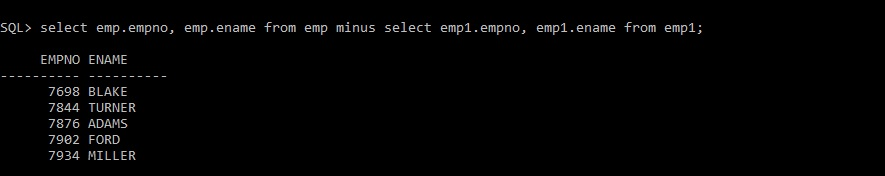 SQL> select emp.empno, emp.ename from emp minus select emp1.empno, emp1.ename from emp1;
     EMPNO ENAME
---------- ----------
      7698 BLAKE
      7844 TURNER
      7876 ADAMS
      7902 FORD
      7934 MILLER